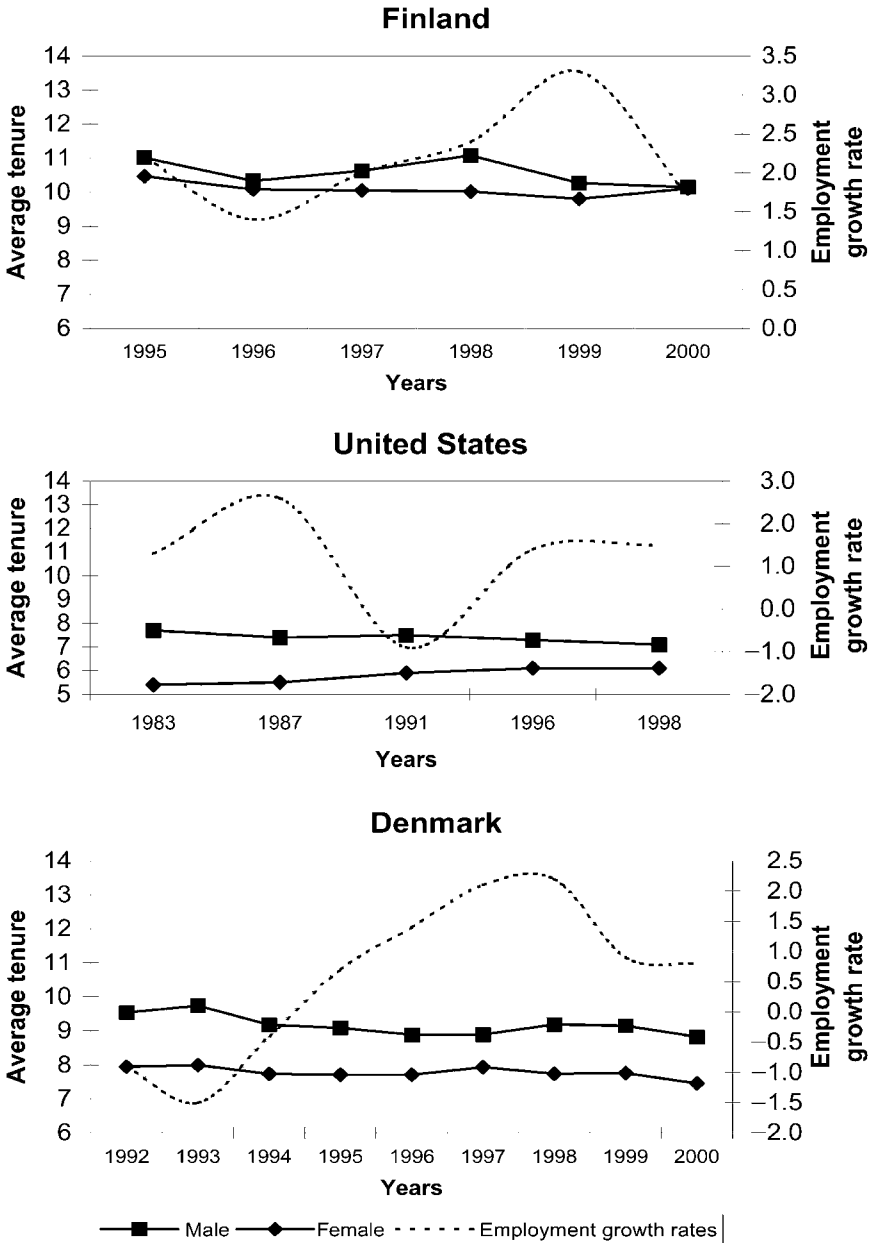 Finland
14
13
12
11
10
9
8
7
6
Average tenure
3.5
3.0
2.5
2.0
1.5
1.0
0.5
0.0
Employment
growth rate
1995 1996 1997 1998 1999 2000
Years
United States
14
13
12
11
10
9
8
7
6
5
Average tenure
3.0
2.0
1.0
0.0
−1.0
−2.0
Employment
growth rate
1983 1987 1991 1996 1998
Years
Denmark
14
13
12
11
10
9
8
7
6
Average tenure
2.5
2.0
1.5
1.0
0.5
0.0
−0.5
−1.0
−1.5
−2.0
Employment
growth rate
1992 1993 1994 1995 1996 1997 1998 1999 2000
Years
Male Female Employment growth rates